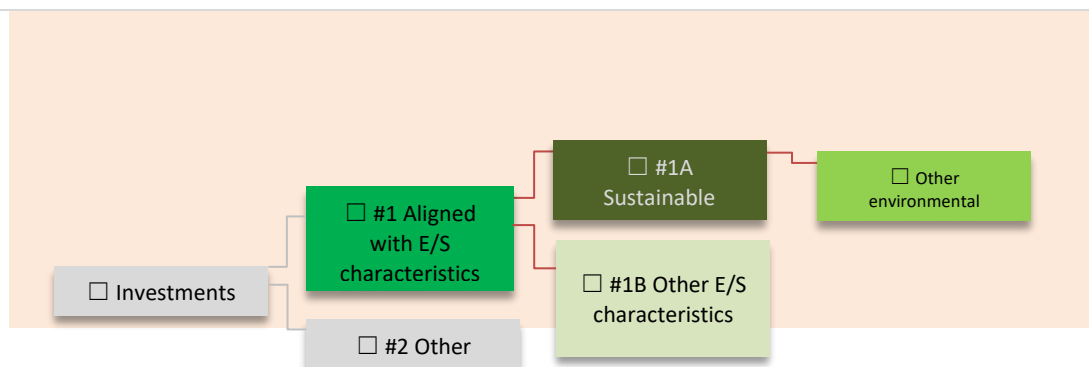 ☐ #1A
Sustainable
☐ Other
environmental
☐ #1 Aligned
with E/S
characteristics
☐ #1B Other E/S
characteristics
☐ Investments
☐ #2 Other